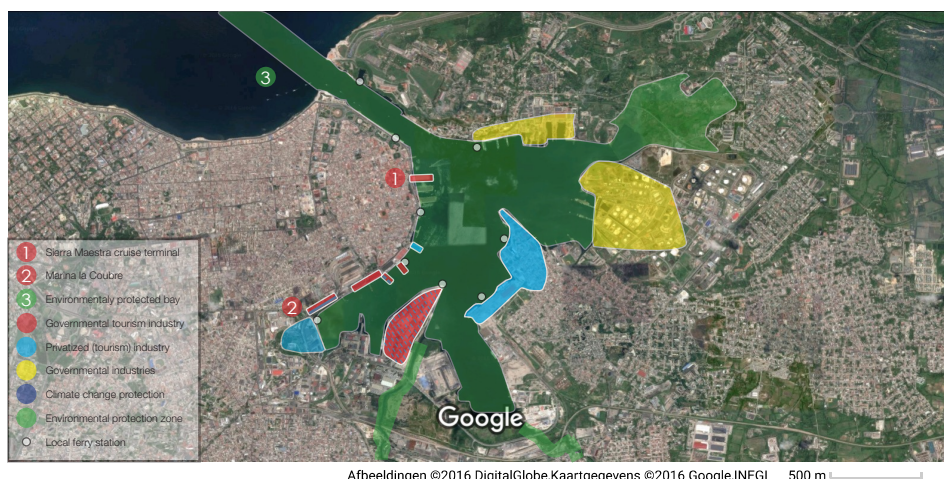 3
1
2
1 Sierra Maestra cruise terminal
2 Marina la Coubre
3 Environmentaly protected bay
Governmental tourism industry
Privatized (tourism) industry
Governmental industries
Climate change protection
Environmental protection zone
Local ferry station
Google
Afbeeldingen ©2016 DigitalGlobe,Kaartgegevens ©2016 Google,INEGI 500 m